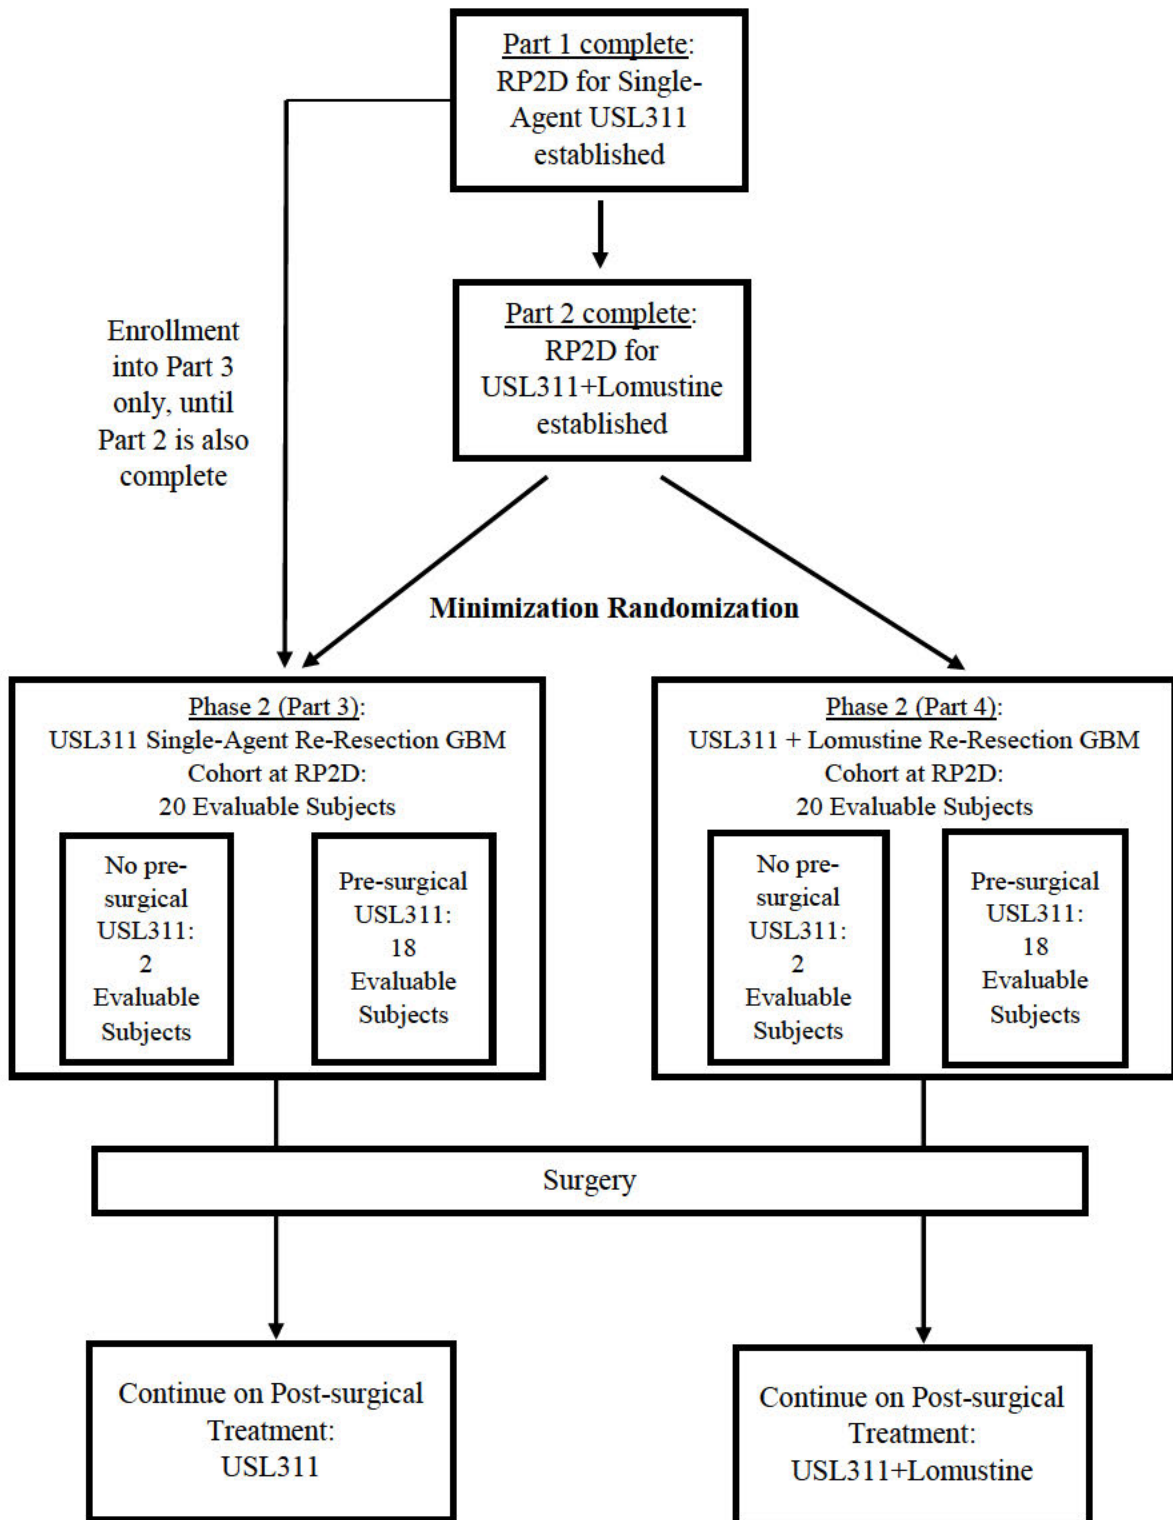 Part 1 complete:
RP2D for Single-
Agent USL311
established
Enrollment
into Part 3
only, until
Part 2 is also
complete
Part 2 complete:
RP2D for
USL311+Lomustine
established
Minimization Randomization
Phase 2 (Part 3):
USL311 Single-Agent Re-Resection GBM
Cohort at RP2D:
20 Evaluable Subjects
No pre-
surgical
USL311:
2
Evaluable
Subjects
Pre-surgical
USL311:
18
Evaluable
Subjects
Phase 2 (Part 4):
USL311 + Lomustine Re-Resection GBM
Cohort at RP2D:
20 Evaluable Subjects
No pre-
surgical
USL311:
2
Evaluable
Subjects
Pre-surgical
USL311:
18
Evaluable
Subjects
Surgery
Continue on Post-surgical
Treatment:
USL311
Continue on Post-surgical
Treatment:
USL311+Lomustine